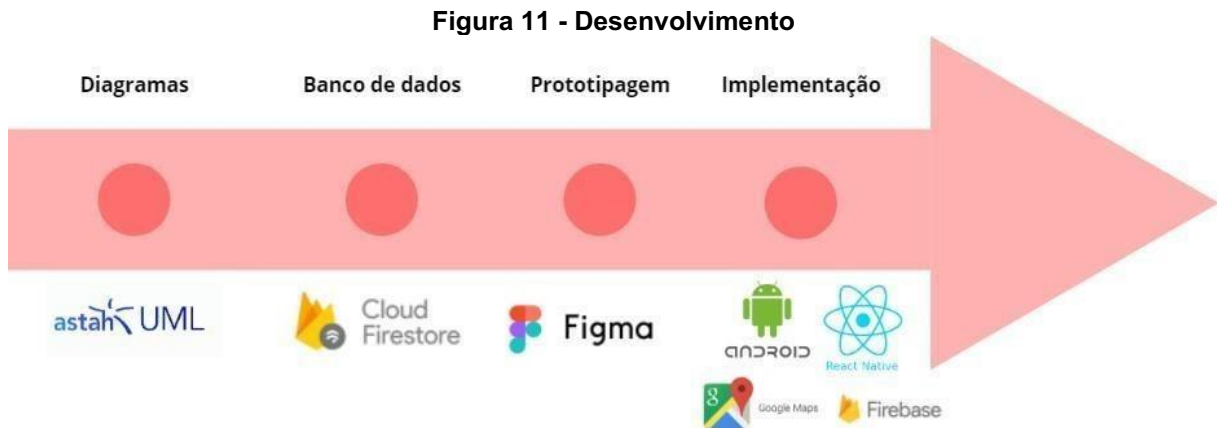 Figura 11 - Desenvolvimento
Diagramas
Banco de dados
Prototipagem
Implementação
astah UML
Cloud
Firestore
Figma
ANDROID
React Native
8
Google Maps
Firebase